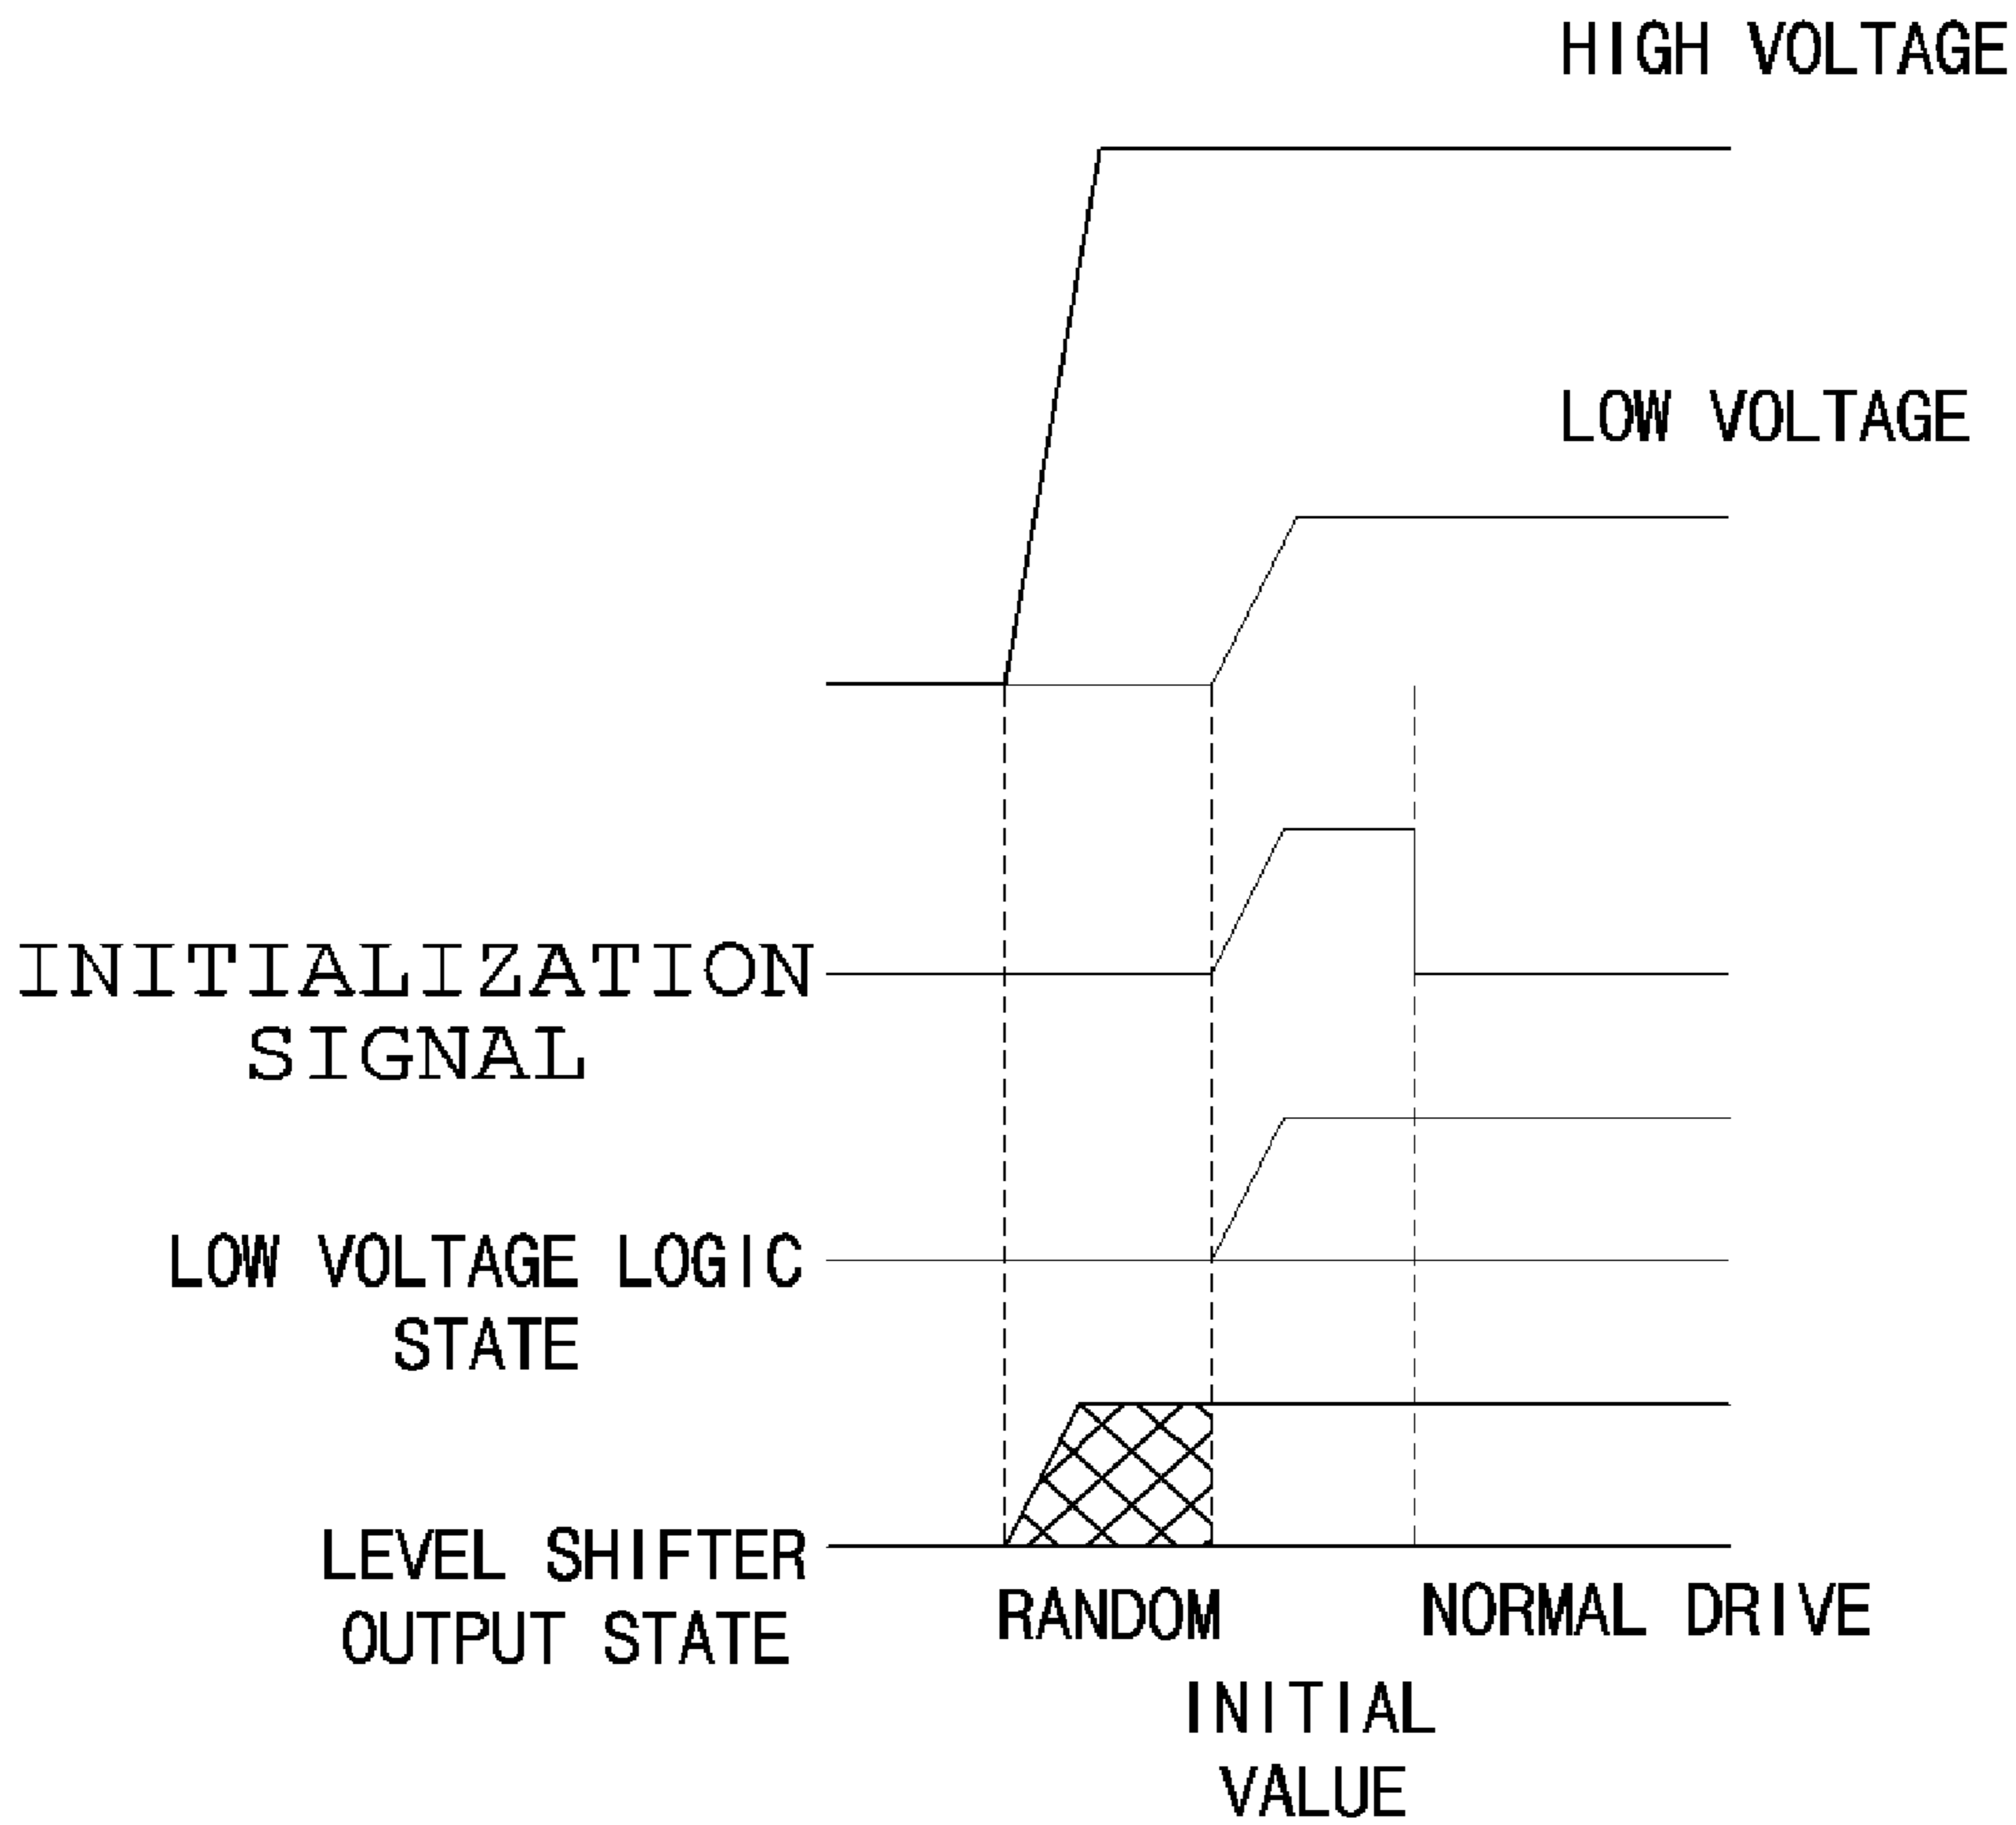 HIGH VOLTAGE
LOW VOLTAGE
INITIALIZATION
SIGNAL
LOW VOLTAGE LOGIC
STATE
LEVEL SHIFTER
OUTPUT STATE
RANDOM
NORMAL DRIVE
INITIAL
VALUE